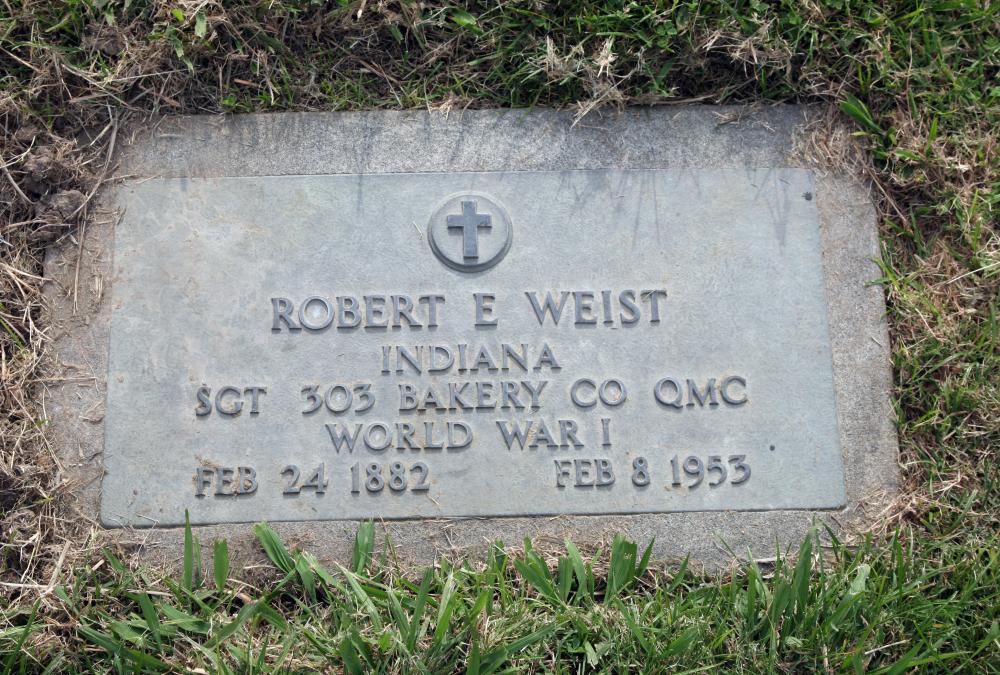 ROBERT E WEIST
INDIANA
SGT 303 BAKERY CO QMC
WORLD WAR I
FEB 24 1882 FEB 8 1953